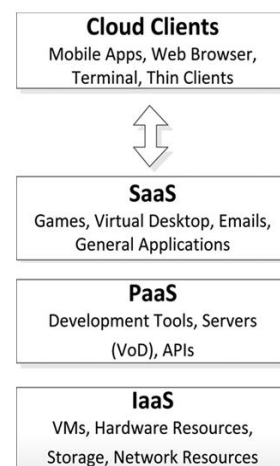 Cloud Clients
Mobile Apps, Web Browser,
Terminal, Thin Clients
SaaS
Games, Virtual Desktop, Emails,
General Applications
PaaS
Development Tools, Servers
(VoD), APIs
IaaS
VMs, Hardware Resources,
Storage, Network Resources